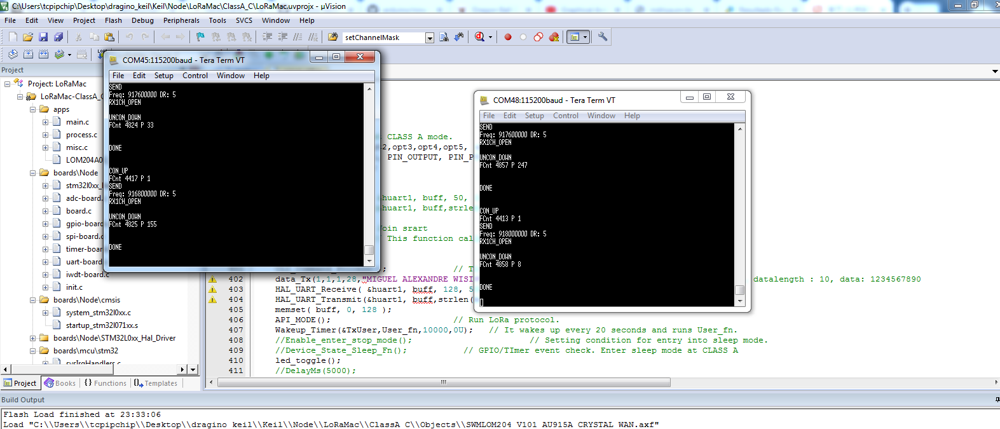 C:\Users\tcpipchip\Desktop\dragino_keil\Keil\Node\LoRaMac\ClassA_C\LoRaMac.uvprojx - µVision
File Edit View Project Flash Debug Peripherals Tools SVCS Window Help
setChannelMask
Project
Project: LoRaMac
LoRaMac-ClassA_C
apps
main.c
process.c
misc.c
LOM204A0
boards\Node
stm32l0xx_
adc-board.
board.c
gpio-board
spi-board.c
timer-board
uart-board
iwdt-board.c
init.c
boards\Node\cmsis
system_stm32l0xx.c
startup_stm32l071xx.s
boards\Node\STM32L0xx_Hal_Driver
boards\mcu\stm32
sysIrqHandlers.c
Project Books Functions Templates
COM45:115200baud - Tera Term VT
File Edit Setup Control Window Help
SEND
Freq: 917600000 DR: 5
RX1CH_OPEN
UNCON_DOWN
FCnt 4824 P 33
DONE
CON_UP
FCnt 4417 P 1
SEND
Freq: 916800000 DR: 5
RX1CH_OPEN
UNCON_DOWN
FCnt 4825 P 155
DONE
COM48:115200baud - Tera Term VT
File Edit Setup Control Window Help
SEND
Freq: 917600000 DR: 5
RX1CH_OPEN
UNCON_DOWN
FCnt 4857 P 247
DONE
CON_UP
FCnt 4413 P 1
SEND
Freq: 918000000 DR: 5
RX1CH_OPEN
UNCON_DOWN
FCnt 4858 P 8
DONE
CLASS A mode.
2,opt3,opt4,opt5,
PIN_OUTPUT, PIN_P
huart1, buff, 50,
huart1, buff,strle
Join srart
This function cal
; // T
402 data_Tx(1,1,1,28,"MIGUEL ALEXANDRE WISI datalength : 10, data: 1234567890
403 HAL_UART_Receive( &huart1, buff, 128, 5
404 HAL_UART_Transmit(&huart1, buff,strlen(
405 memset( buff, 0, 128 );
406 API_MODE(); // Run LoRa protocol.
407 Wakeup_Timer(&TxUser,User_fn,10000,0U); // It wakes up every 20 seconds and runs User_fn.
408 //Enable_enter_stop_mode(); // Setting condition for entry into sleep mode.
409 //Device_State_Sleep_Fn(); // GPIO/TImer event check. Enter sleep mode at CLASS A
410 led_toggle();
411 //DelayMs(5000);
Build Output
Flash Load finished at 23:33:06
Load "C:\\Users\\tcpipchip\\Desktop\\dragino keil\\Keil\\Node\\LoRaMac\\ClassA C\\Objects\\SWMLOM204 V101 AU915A CRYSTAL WAN.axf"